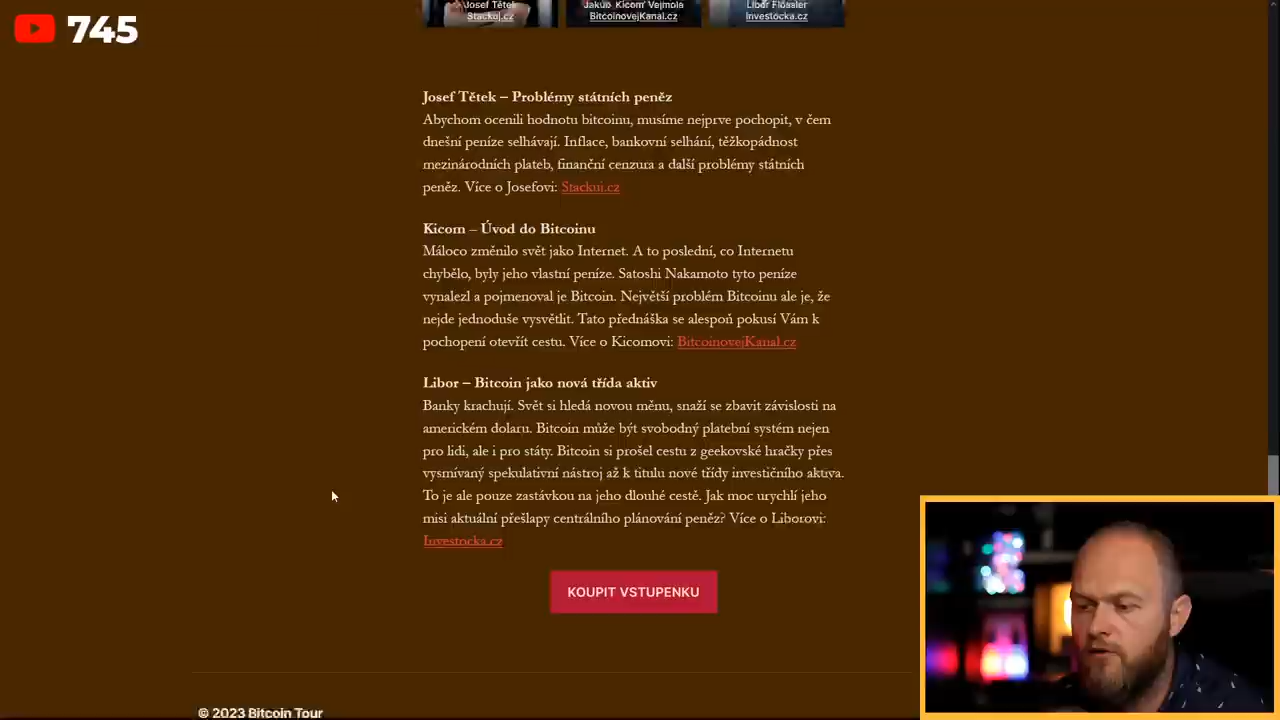 745
Josef Tětek
Stackuj.cz
Jakub "Kicom" Vejmola
BitcoinovejKanal.cz
Libor Flössler
Investocka.cz
Josef Tětek – Problémy státních peněz
Abychom ocenili hodnotu bitcoinu, musíme nejprve pochopit, v čem
dnešní peníze selhávají. Inflace, bankovní selhání, těžkopádnost
mezinárodních plateb, finanční cenzura a další problémy státních
peněz. Více o Josefovi: Stackuj.cz
Kicom – Úvod do Bitcoinu
Máloco změnilo svět jako Internet. A to poslední, co Internetu
chybělo, byly jeho vlastní peníze. Satoshi Nakamoto tyto peníze
vynalezl a pojmenoval je Bitcoin. Největší problém Bitcoinu ale je, že
nejde jednoduše vysvětlit. Tato přednáška se alespoň pokusí Vám k
pochopení otevřít cestu. Více o Kicomovi: BitcoinovejKanal.cz
Libor – Bitcoin jako nová třída aktiv
Banky krachují. Svět si hledá novou měnu, snaží se zbavit závislosti na
americkém dolaru. Bitcoin může být svobodný platební systém nejen
pro lidi, ale i pro státy. Bitcoin si prošel cestu z geekovské hračky přes
vysmívaný spekulativní nástroj až k titulu nové třídy investičního aktiva.
To je ale pouze zastávkou na jeho dlouhé cestě. Jak moc urychlí jeho
misi aktuální přešlapy centrálního plánování peněz? Více o Liborovi:
Investocka.cz
KOUPIT VSTUPENKU
© 2023 Bitcoin Tour